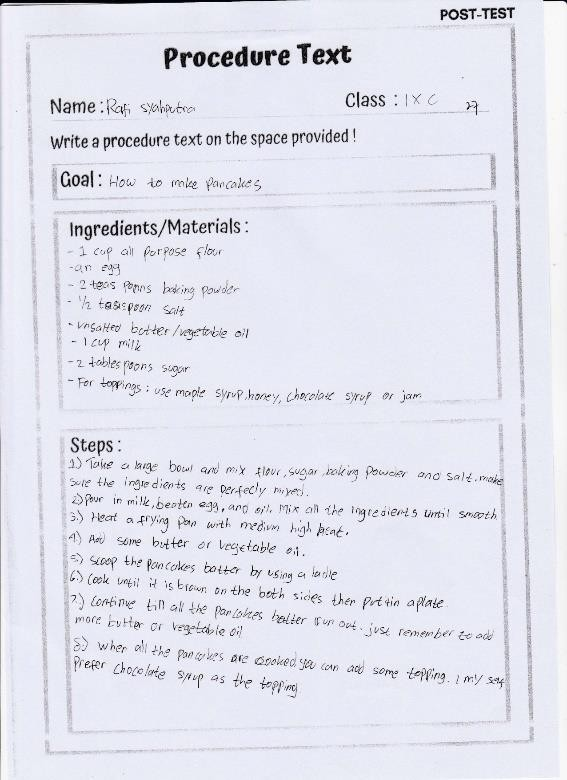 POST-TEST
Procedure Text
Name : Rafi syahputra Class : IX C 27
Write a procedure text on the space provided !
Goal : How to make pancakes
Ingredients/Materials :
- 1 cup all purpose flour
- an egg
- 2 teas poons baking powder
- 1/2 teaspoon salt
- unsalted butter/vegetable oil
- 1 cup milk
- 2 tablespoons sugar
- For toppings : use maple syrup, honey, chocolate syrup or jam
Steps :
1.) Take a large bowl and mix flour, sugar, baking powder and salt. make
sure the ingredients are perfectly mixed.
2.) pour in milk, beaten egg, and oil. Mix all the ingredients until smooth
3.) Heat a frying pan with medium high heat.
4.) Add some butter or vegetable oil.
5.) Scoop the pancakes batter by using a ladle
6.) Cook until it is brown on the both sides then put in a plate.
7.) Continue till all the pancakes batter run out. just remember to add
more butter or vegetable oil
8.) when all the pancakes are cooked you can add some topping. I my self
prefer chocolate syrup as the topping